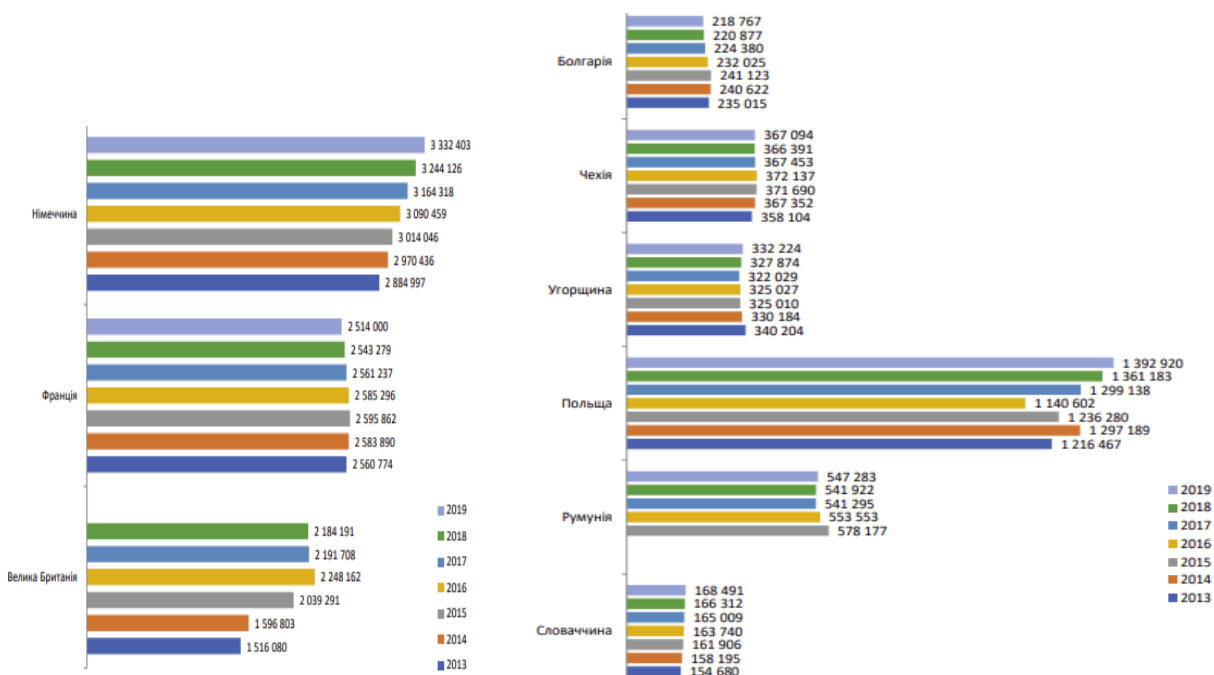 3 332 403
3 244 126
3 164 318
Німеччина
3 090 459
3 014 046
2 970 436
2 884 997
2 514 000
2 543 279
2 561 237
Франція
2 585 296
2 595 862
2 583 890
2 560 774
2 184 191
2 191 708
Велика Британія
2 248 162
2 039 291
1 596 803
1 516 080
2019
2018
2017
2016
2015
2014
2013
218 767
220 877
224 380
Болгарія
232 025
241 123
240 622
235 015
367 094
366 391
367 453
Чехія
372 137
371 690
367 352
358 104
332 224
327 874
322 029
Угорщина
325 027
325 010
330 184
340 204
1 392 920
1 361 183
1 299 138
Польща
1 140 602
1 236 280
1 297 189
1 216 467
547 283
541 922
541 295
Румунія
553 553
578 177
168 491
166 312
165 009
Словаччина
163 740
161 906
158 195
154 680
2019
2018
2017
2016
2015
2014
2013